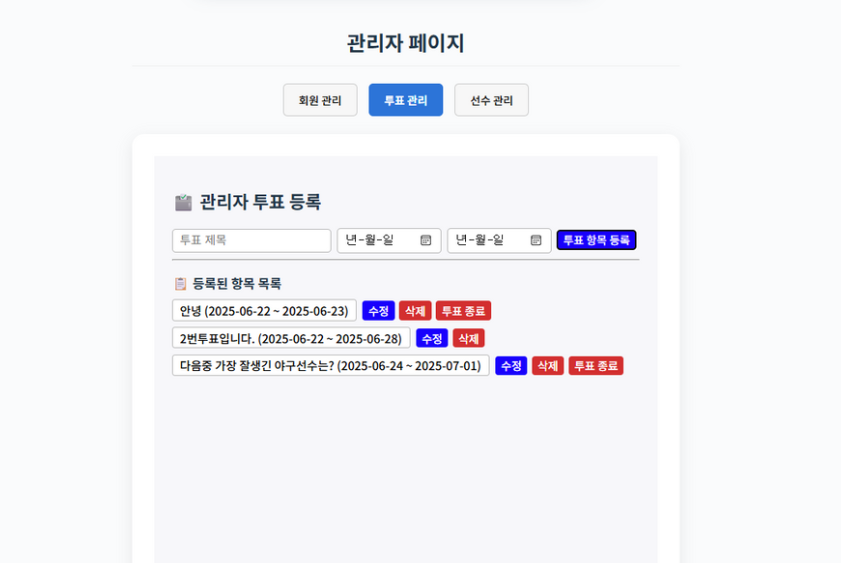 관리자 페이지
회원 관리 투표 관리 선수 관리
관리자 투표 등록
투표 제목 년-월-일 년-월-일 투표 항목 등록
등록된 항목 목록
안녕 (2025-06-22 ~ 2025-06-23) 수정 삭제 투표 종료
2번투표입니다. (2025-06-22 ~ 2025-06-28) 수정 삭제
다음중 가장 잘생긴 야구선수는? (2025-06-24 ~ 2025-07-01) 수정 삭제 투표 종료